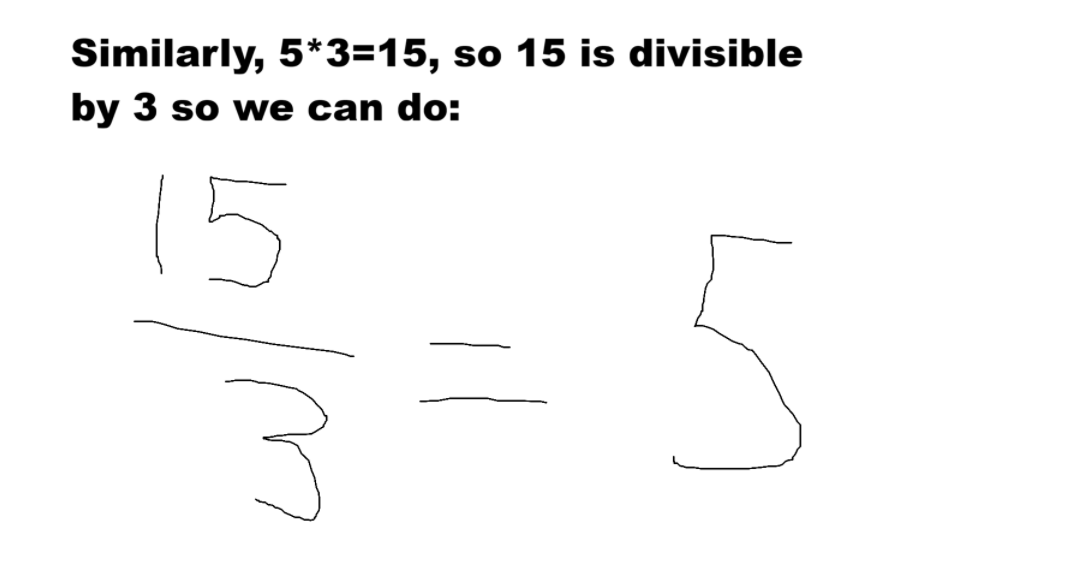 Similarly, 5*3=15, so 15 is divisible
by 3 so we can do:
15
3
= 5